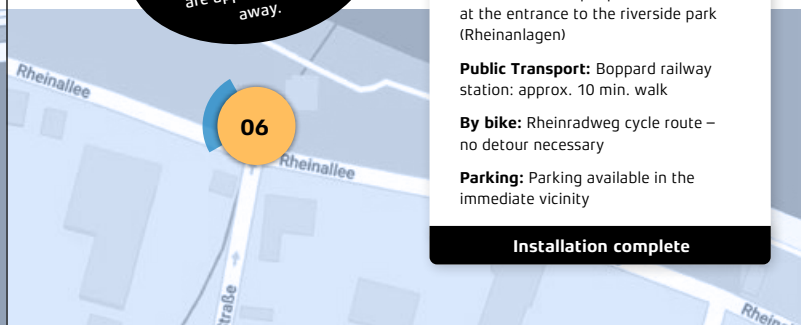 are
away.
at the entrance to the riverside park
(Rheinanlagen)
Public Transport: Boppard railway
station: approx. 10 min. walk
By bike: Rheinradweg cycle route –
no detour necessary
Parking: Parking available in the
immediate vicinity
Installation complete
Rheinallee
06
Rheinallee
straße